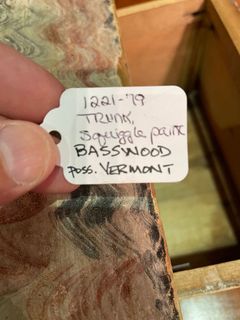 1221-'79
TRUNK,
squiggle paint
BASSWOOD
poss. VERMONT